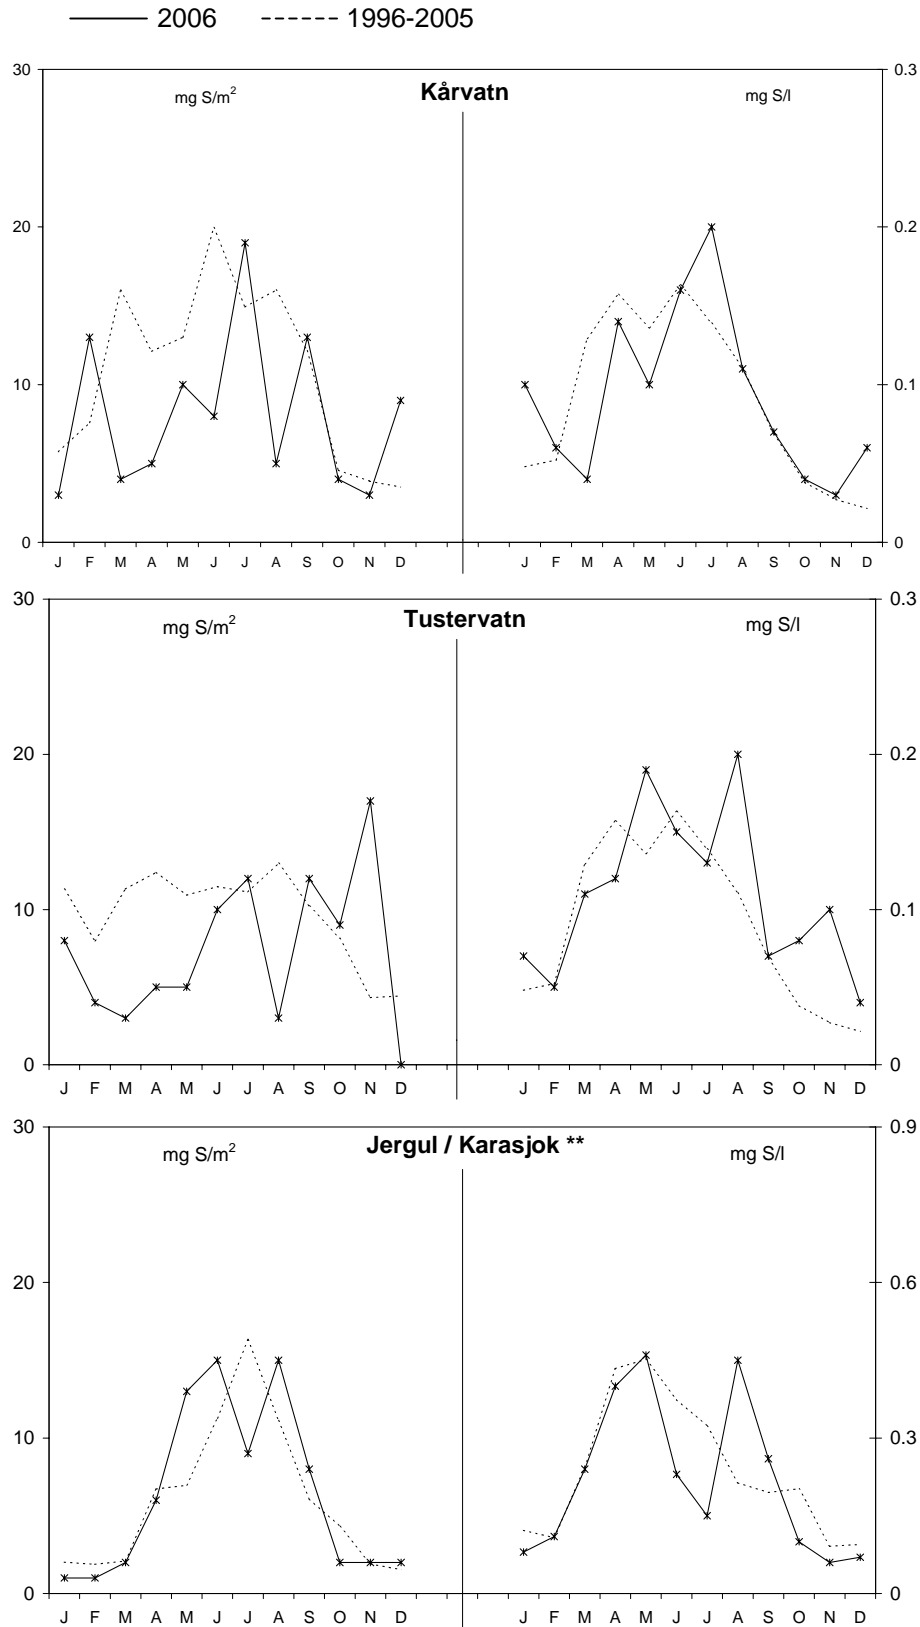 2006 1996-2005
Kårvatn
mg S/m² mg S/l
30 0.3
20 0.2
10 0.1
0 0
J F M A M J J A S O N D J F M A M J J A S O N D
Tustervatn
mg S/m² mg S/l
30 0.3
20 0.2
10 0.1
0 0
J F M A M J J A S O N D J F M A M J J A S O N D
Jergul / Karasjok **
mg S/m² mg S/l
30 0.9
20 0.6
10 0.3
0 0
J F M A M J J A S O N D J F M A M J J A S O N D